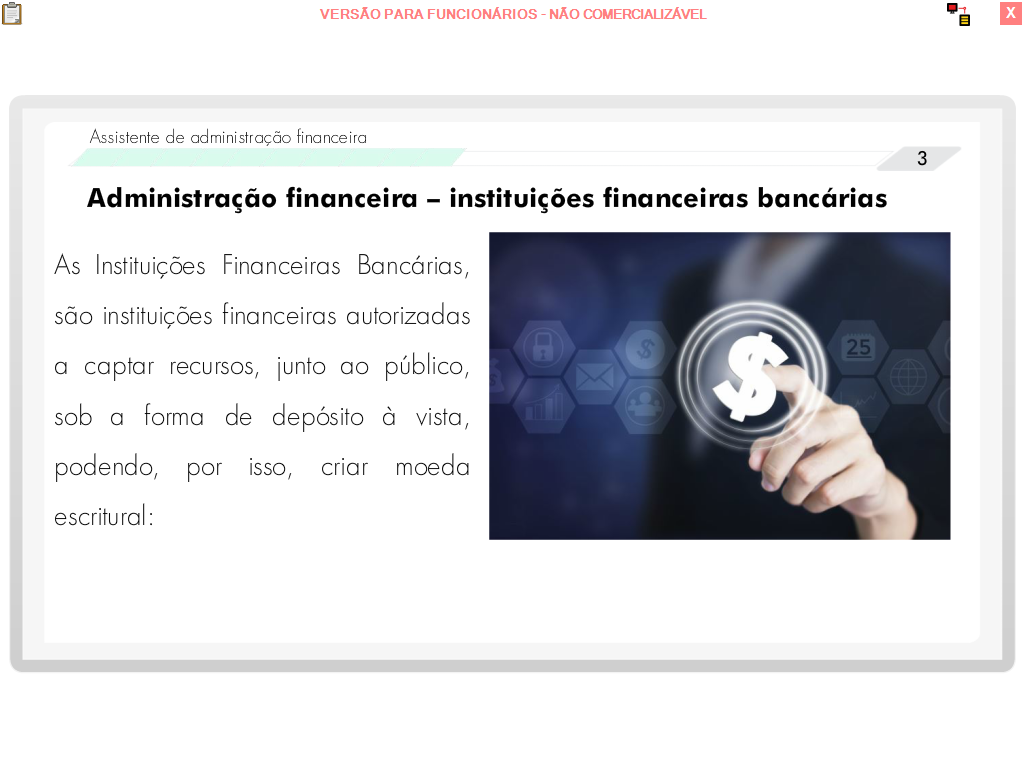 VERSÃO PARA FUNCIONÁRIOS - NÃO COMERCIALIZÁVEL
X
Assistente de administração financeira
3
Administração financeira – instituições financeiras bancárias
As Instituições Financeiras Bancárias,
são instituições financeiras autorizadas
a captar recursos, junto ao público,
sob a forma de depósito à vista,
podendo, por isso, criar moeda
escritural:
$
$
25